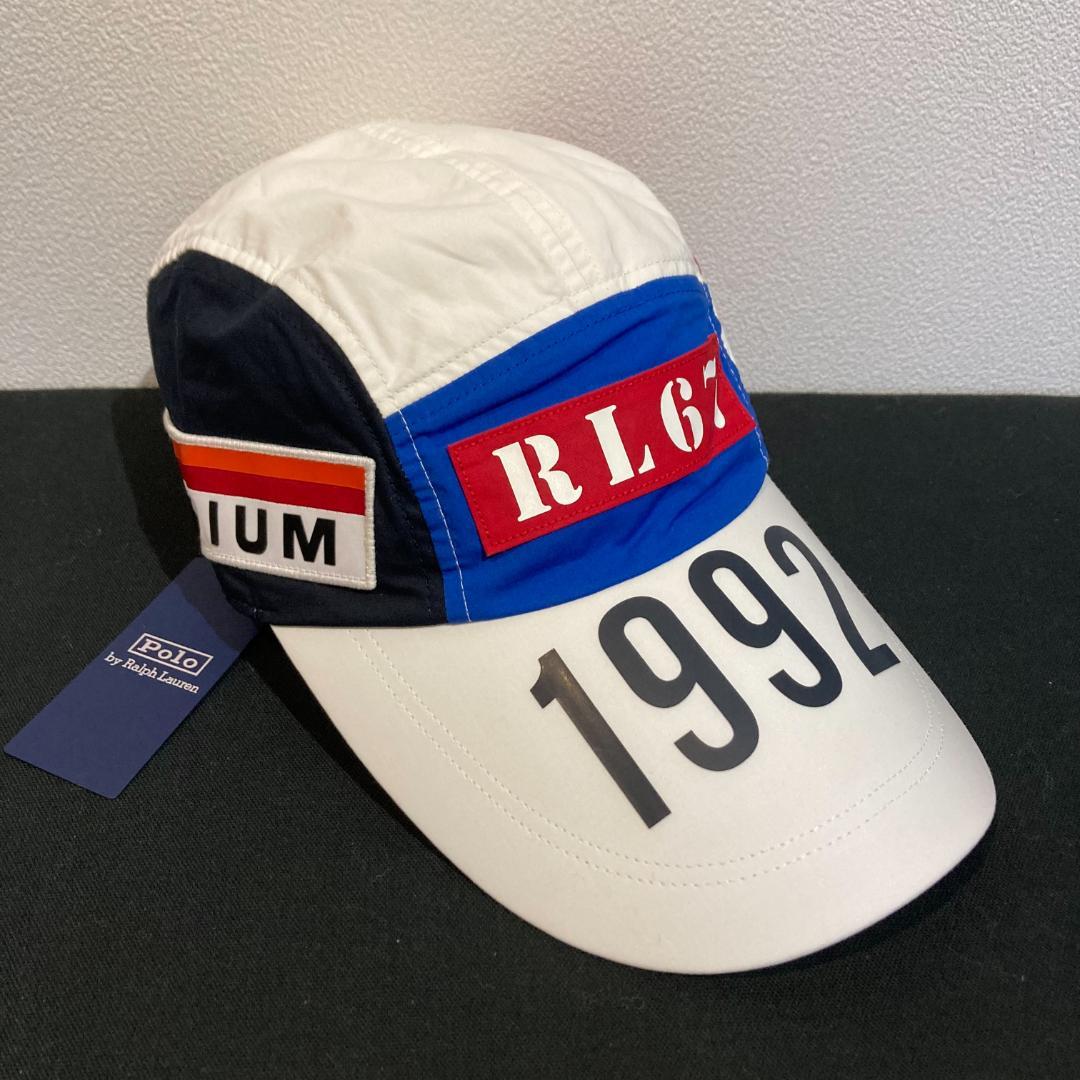 RL67
1992
IUM
Polo
by Ralph Lauren